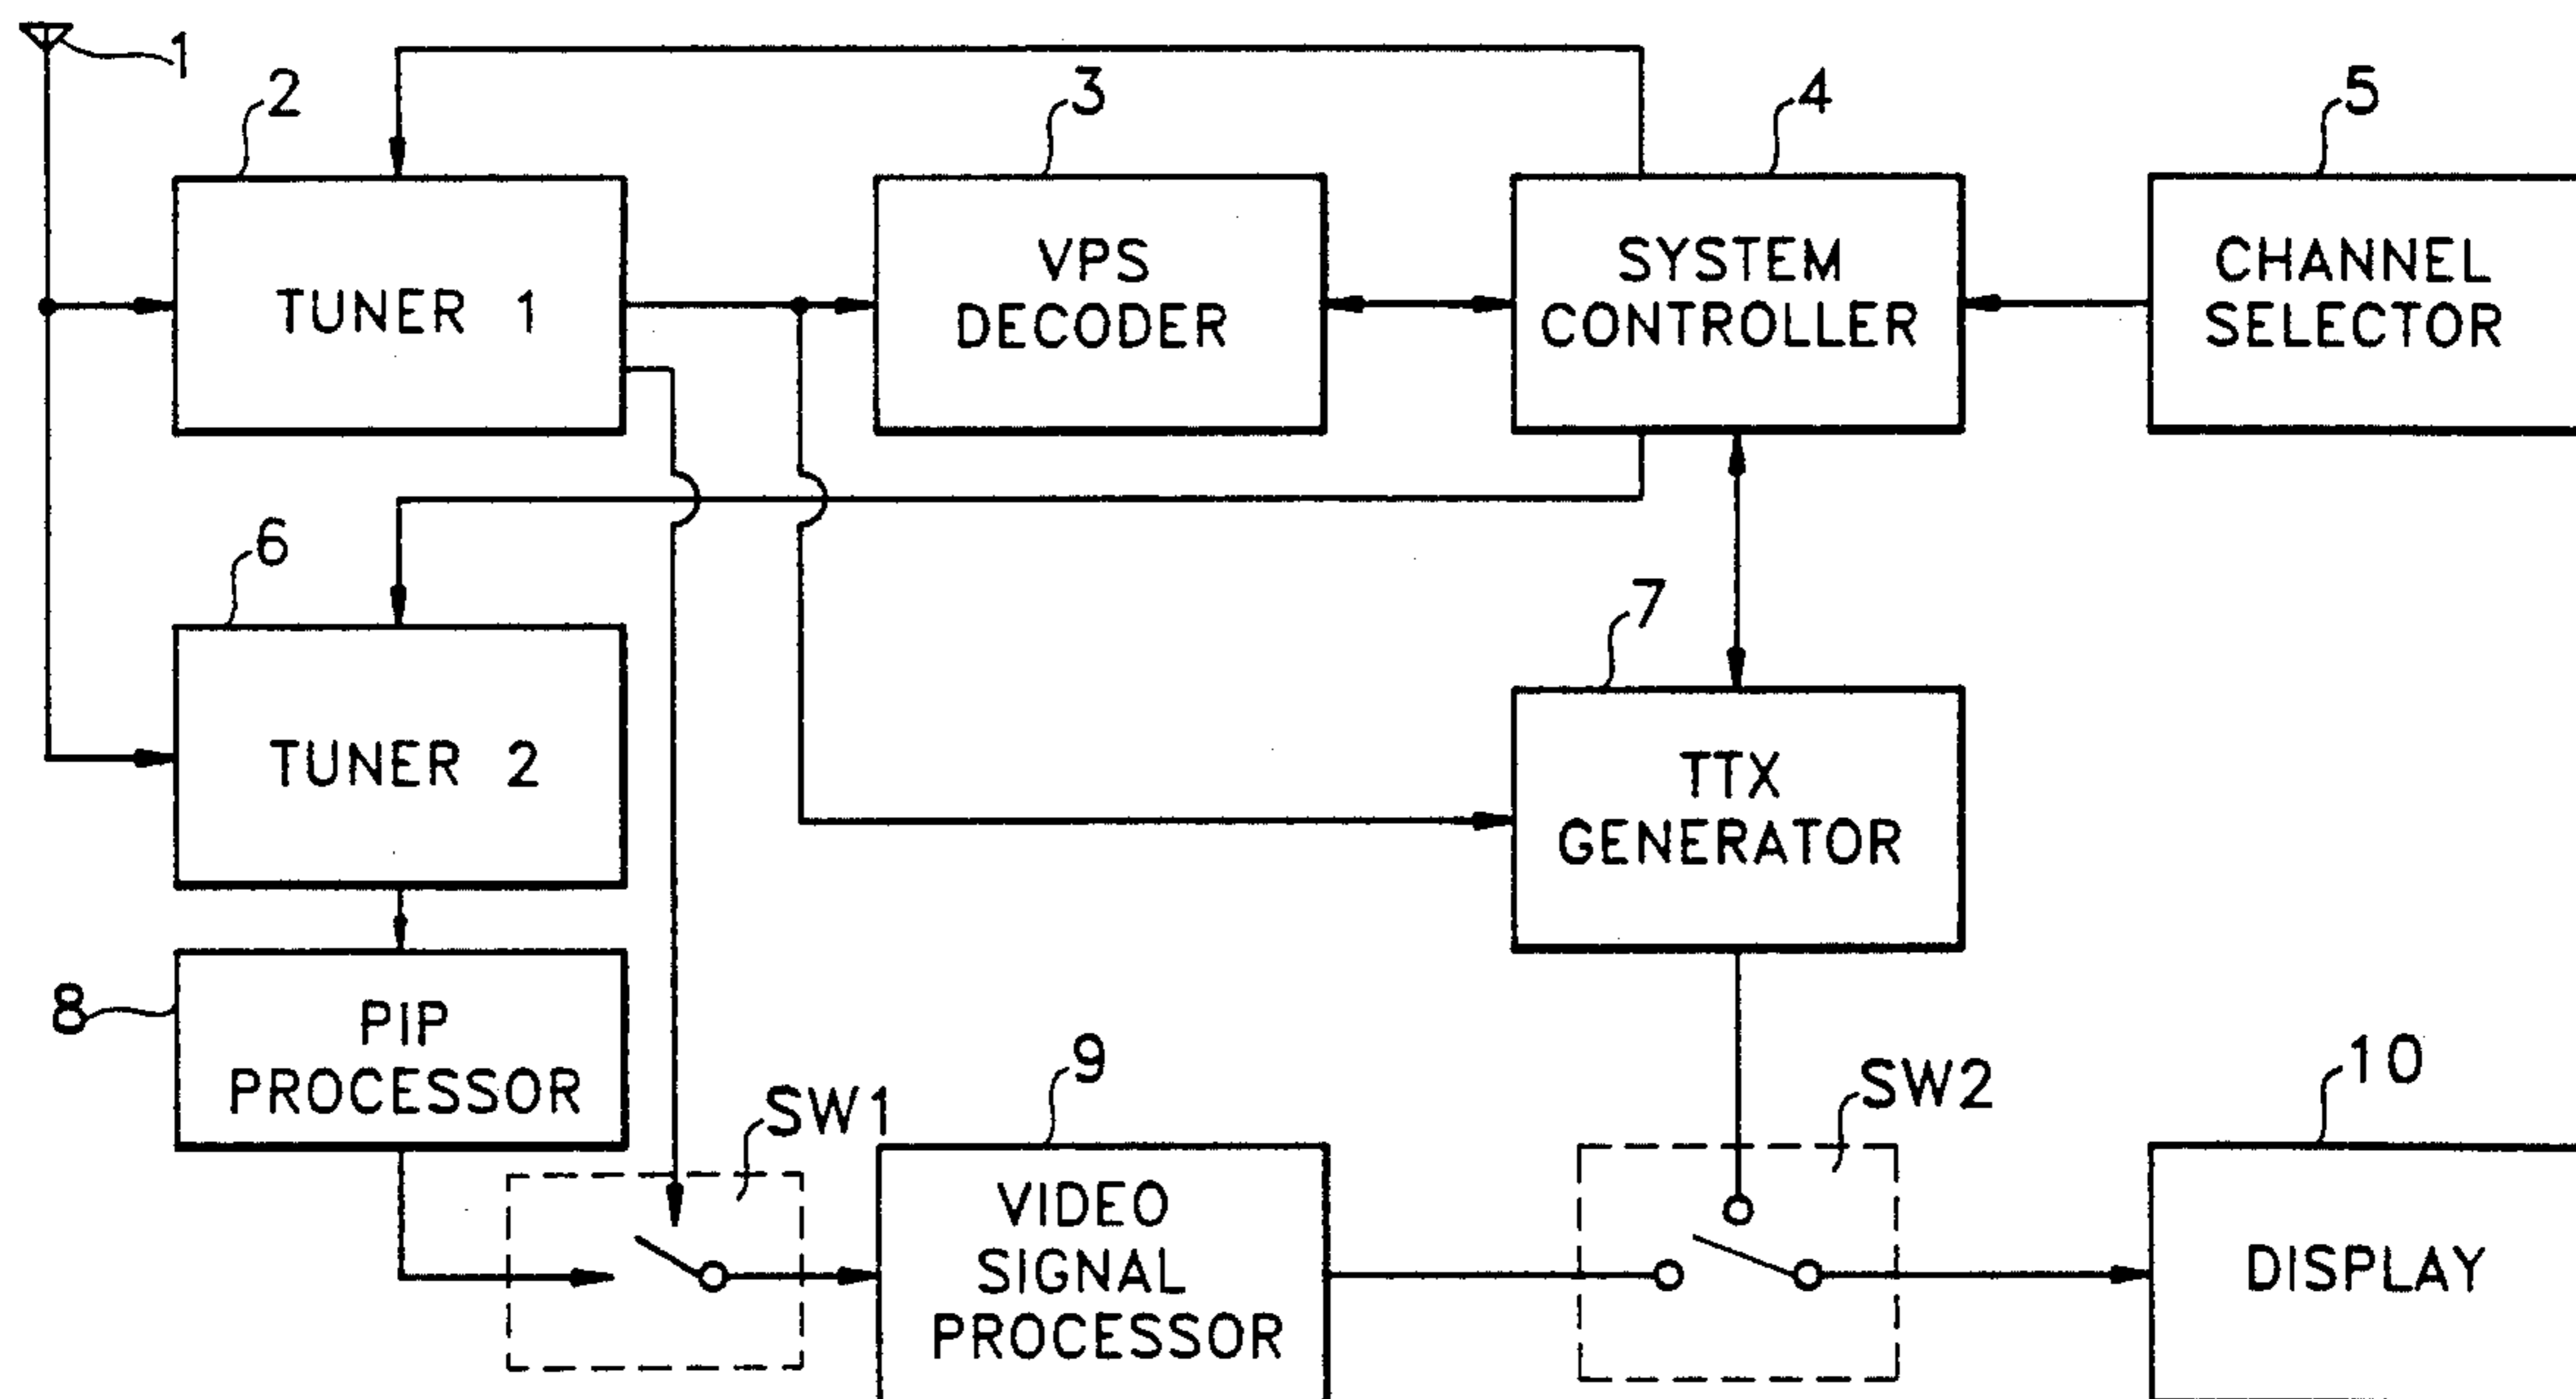 1
2
3
4
5
TUNER 1
VPS
DECODER
SYSTEM
CONTROLLER
CHANNEL
SELECTOR
6
7
TUNER 2
TTX
GENERATOR
8
PIP
PROCESSOR
SW1
9
SW2
10
VIDEO
SIGNAL
PROCESSOR
DISPLAY